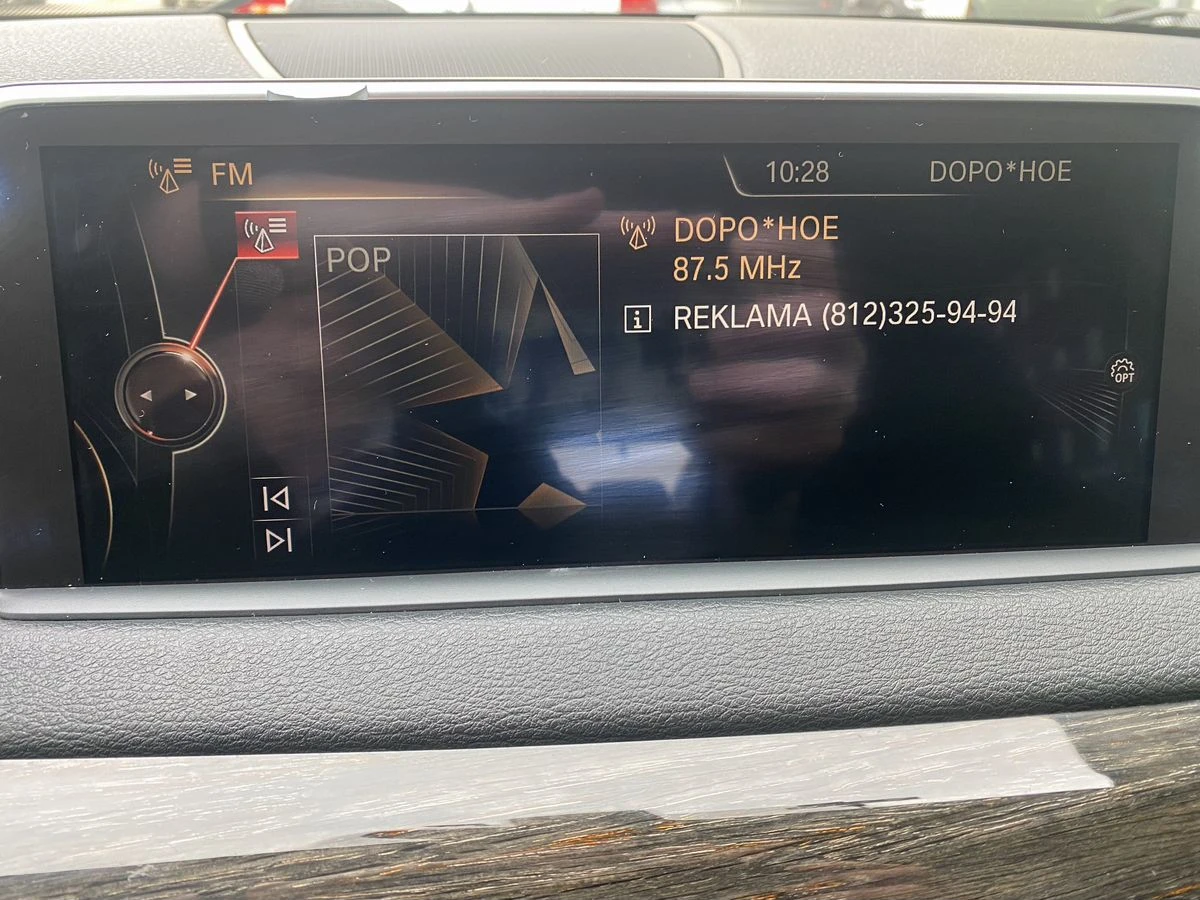 FM
10:28
DOPO*HOE
POP
DOPO*HOE
87.5 MHz
REKLAMA (812)325-94-94
OPT